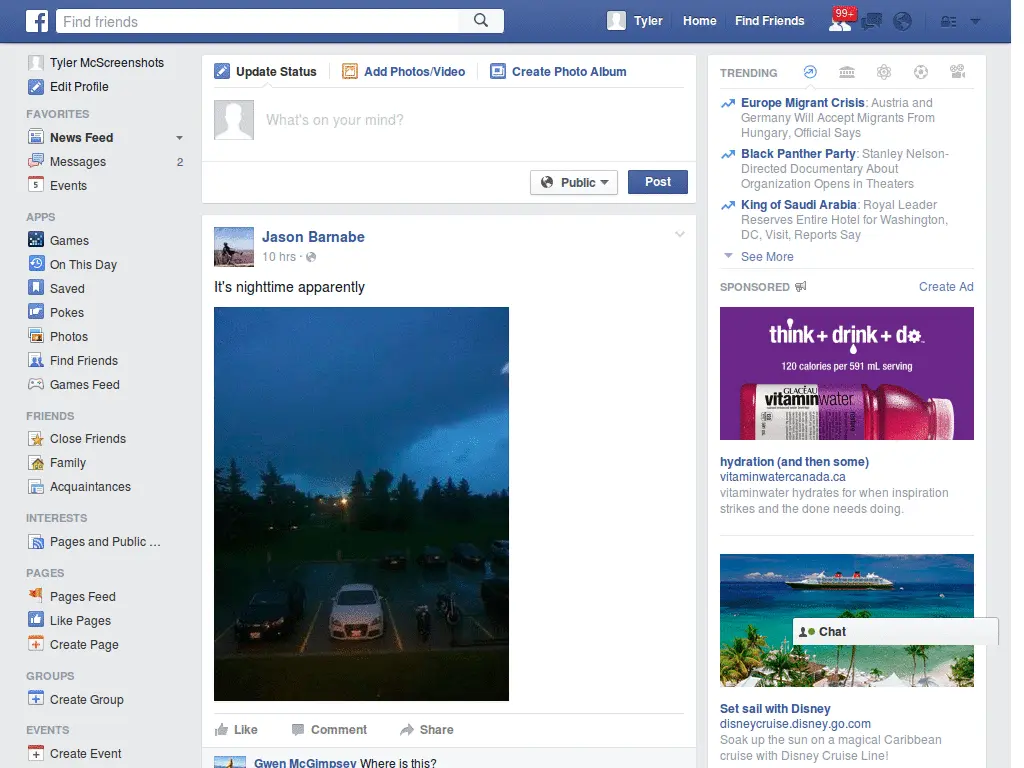 Find friends
Tyler
Home
Find Friends
99+
Tyler McScreenshots
Edit Profile
FAVORITES
News Feed
Messages 2
Events
APPS
Games
On This Day
Saved
Pokes
Photos
Find Friends
Games Feed
FRIENDS
Close Friends
Family
Acquaintances
INTERESTS
Pages and Public ...
PAGES
Pages Feed
Like Pages
Create Page
GROUPS
Create Group
EVENTS
Create Event
Update Status
Add Photos/Video
Create Photo Album
What's on your mind?
Public
Post
Jason Barnabe
10 hrs ·
It's nighttime apparently
Like
Comment
Share
Gwen McGimpsey Where is this?
TRENDING
Europe Migrant Crisis: Austria and
Germany Will Accept Migrants From
Hungary, Official Says
Black Panther Party: Stanley Nelson-
Directed Documentary About
Organization Opens in Theaters
King of Saudi Arabia: Royal Leader
Reserves Entire Hotel for Washington,
DC, Visit, Reports Say
See More
SPONSORED
Create Ad
think + drink + do
120 calories per 591 mL serving
GLACÉAU
vitaminwater
hydration (and then some)
vitaminwatercanada.ca
vitaminwater hydrates for when inspiration
strikes and the done needs doing.
Chat
Set sail with Disney
disneycruise.disney.go.com
Soak up the sun on a magical Caribbean
cruise with Disney Cruise Line!